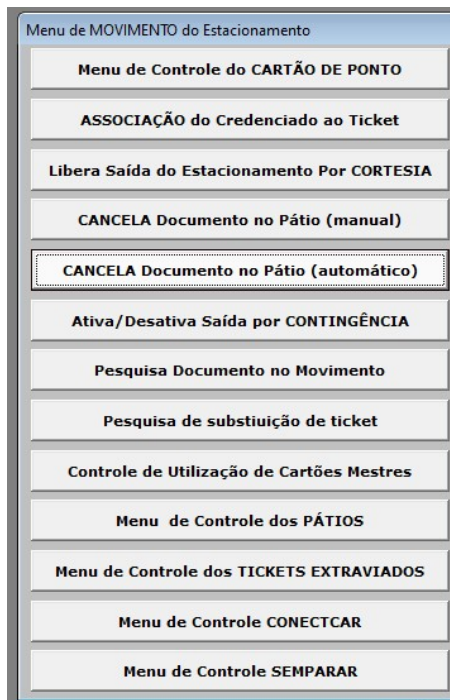 Menu de MOVIMENTO do Estacionamento
Menu de Controle do CARTÃO DE PONTO
ASSOCIAÇÃO do Credenciado ao Ticket
Libera Saída do Estacionamento Por CORTESIA
CANCELA Documento no Pátio (manual)
CANCELA Documento no Pátio (automático)
Ativa/Desativa Saída por CONTINGÊNCIA
Pesquisa Documento no Movimento
Pesquisa de substiuição de ticket
Controle de Utilização de Cartões Mestres
Menu de Controle dos PÁTIOS
Menu de Controle dos TICKETS EXTRAVIADOS
Menu de Controle CONECTCAR
Menu de Controle SEMPARAR